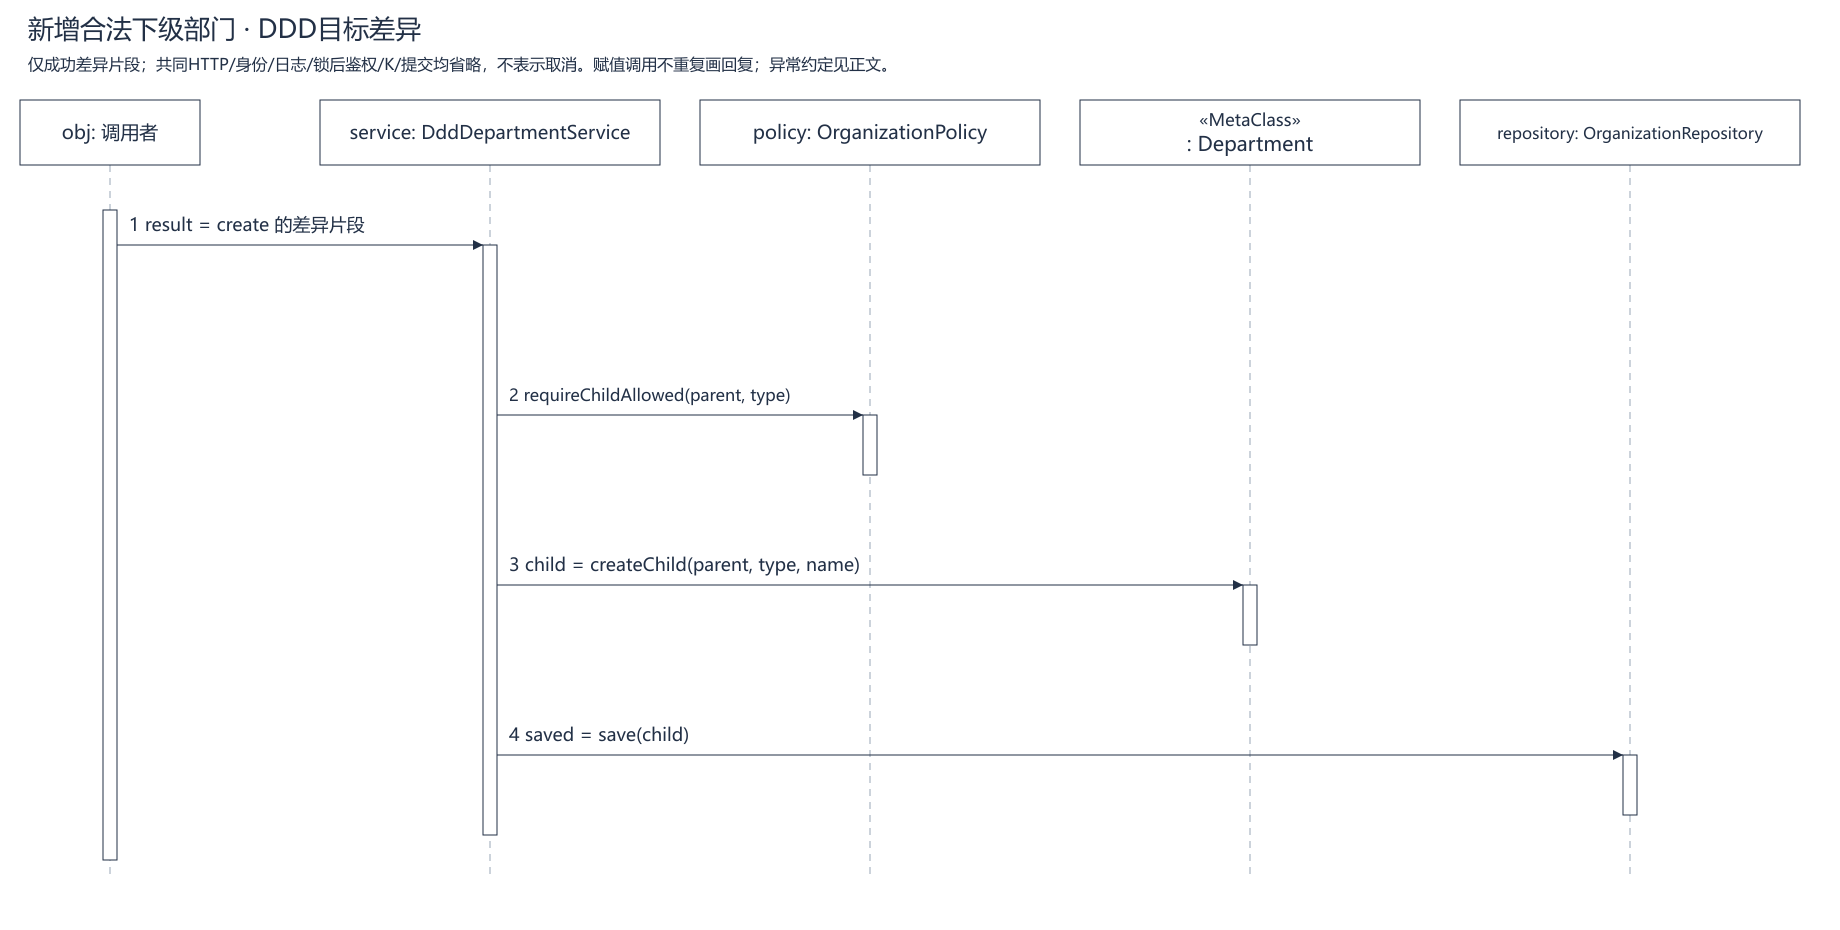 新增合法下级部门 · DDD目标差异
仅成功差异片段；共同HTTP/身份/日志/锁后鉴权/K/提交均省略，不表示取消。赋值调用不重复画回复；异常约定见正文。
obj: 调用者
service: DddDepartmentService
policy: OrganizationPolicy
«MetaClass»
: Department
repository: OrganizationRepository
1 result = create 的差异片段
2 requireChildAllowed(parent, type)
3 child = createChild(parent, type, name)
4 saved = save(child)